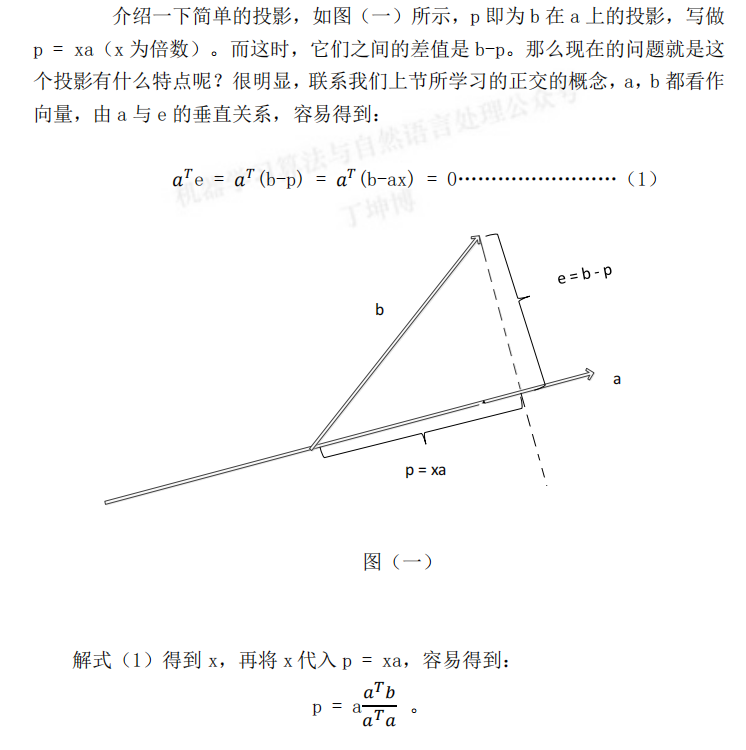 介绍一下简单的投影，如图（一）所示，p 即为 b 在 a 上的投影，写做
p = xa（x 为倍数）。而这时，它们之间的差值是 b-p。那么现在的问题就是这
个投影有什么特点呢？很明显，联系我们上节所学习的正交的概念，a，b 都看作
向量，由 a 与 e 的垂直关系，容易得到：
机器学习算法与自然语言处理公众号
丁坤博
a^T e = a^T (b-p) = a^T (b-ax) = 0……………………（1）
e = b - p
b
a
p = xa
图（一）
解式（1）得到 x，再将 x 代入 p = xa，容易得到：
p = a\frac{a^T b}{a^T a} 。